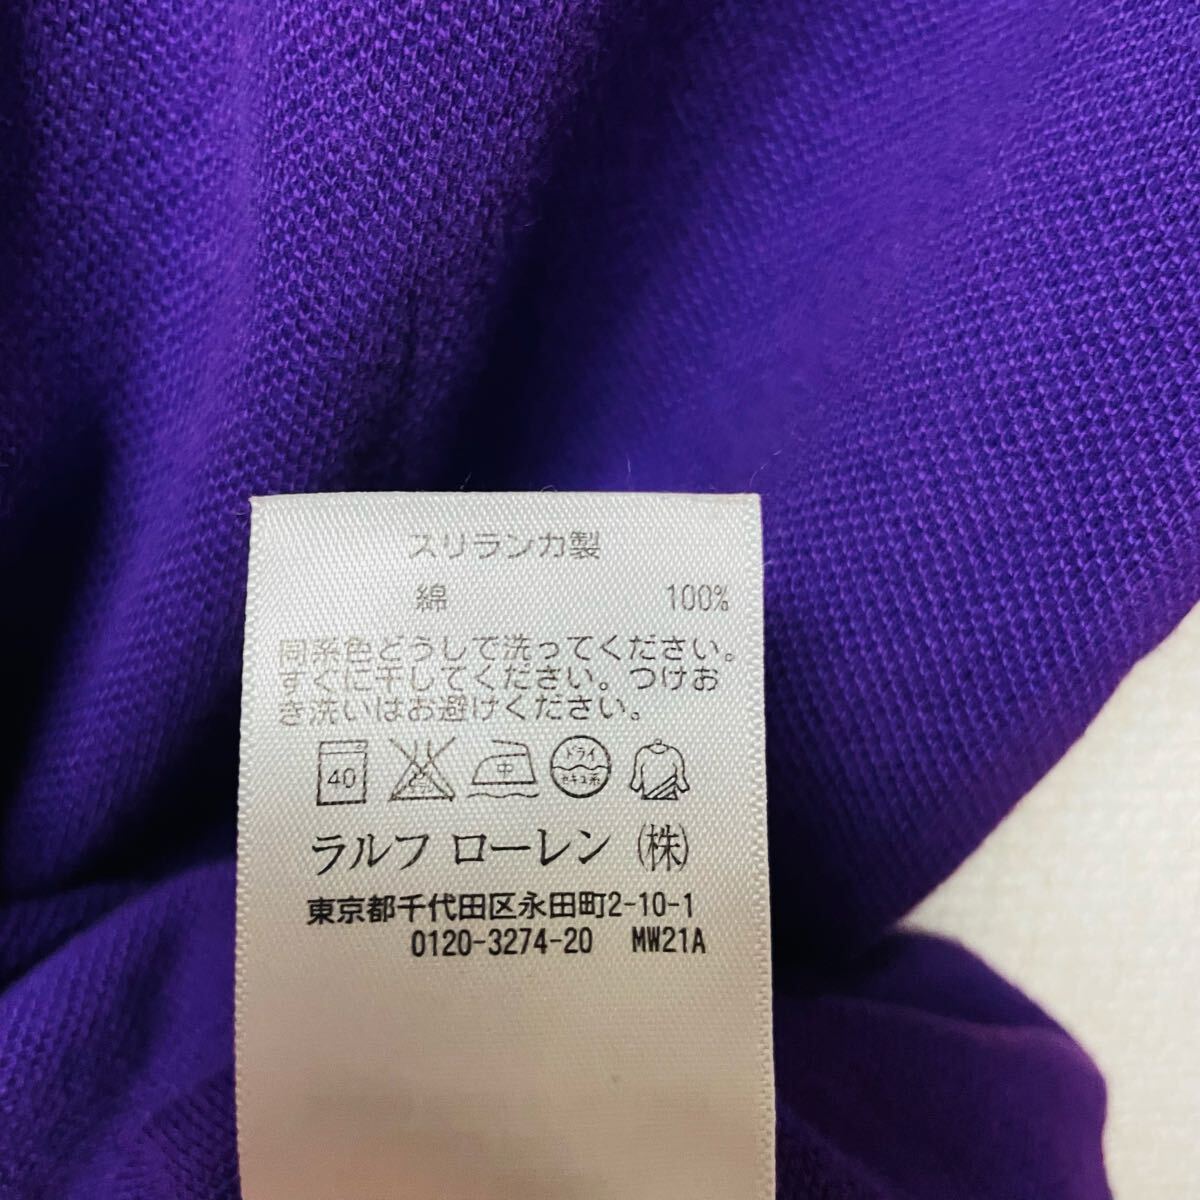 スリランカ製
綿 100%
同系色どうしで洗ってください。
すぐに干してください。つけお
き洗いはお避けください。
40 中 ドライ セキユ系
ラルフ ローレン ㈱
東京都千代田区永田町2-10-1
0120-3274-20 MW21A